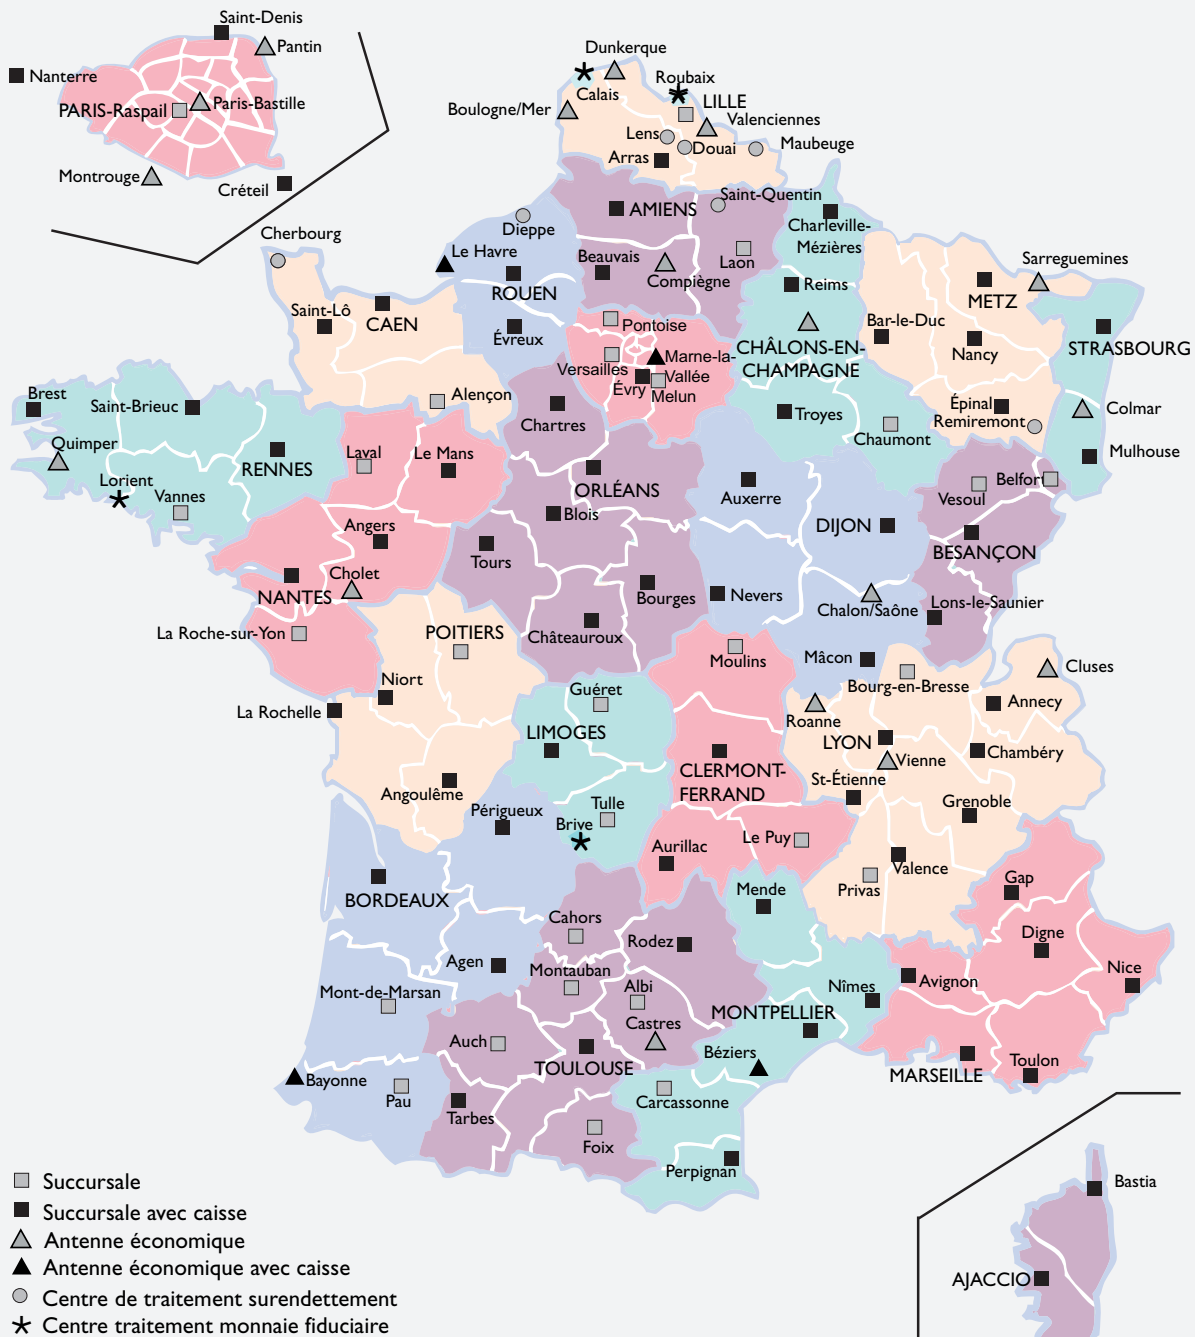 Saint-Denis
Pantin
Nanterre
PARIS-Raspail
Paris-Bastille
Montrouge
Créteil
Dunkerque
Calais
Roubaix
Boulogne/Mer
LILLE
Valenciennes
Lens
Douai
Maubeuge
Arras
Saint-Quentin
AMIENS
Dieppe
Charleville-
Mézières
Cherbourg
Le Havre
Beauvais
Laon
Compiègne
Sarreguemines
ROUEN
Reims
METZ
Saint-Lô
CAEN
Pontoise
Bar-le-Duc
Évreux
CHÂLONS-EN-
CHAMPAGNE
Nancy
STRASBOURG
Versailles
Marne-la-
Vallée
Évry
Melun
Brest
Saint-Brieuc
Alençon
Chartres
Troyes
Épinal
Remiremont
Colmar
Chaumont
Quimper
RENNES
Laval
Le Mans
Mulhouse
Lorient
Vannes
ORLÉANS
Auxerre
Vesoul
Belfort
Blois
Angers
DIJON
BESANÇON
Tours
Cholet
NANTES
Bourges
Nevers
Chalon/Saône
Lons-le-Saunier
La Roche-sur-Yon
POITIERS
Châteauroux
Moulins
Mâcon
Cluses
Bourg-en-Bresse
Niort
Guéret
La Rochelle
Roanne
Annecy
LIMOGES
LYON
Chambéry
Vienne
CLERMONT-
FERRAND
St-Étienne
Angoulême
Périgueux
Tulle
Brive
Grenoble
Aurillac
Le Puy
Valence
Privas
Gap
BORDEAUX
Mende
Cahors
Rodez
Digne
Agen
Montauban
Avignon
Nice
Mont-de-Marsan
Albi
Nîmes
Castres
MONTPELLIER
Auch
TOULOUSE
Béziers
MARSEILLE
Toulon
Bayonne
Pau
Tarbes
Carcassonne
Foix
Perpignan
Bastia
AJACCIO
Succursale
Succursale avec caisse
Antenne économique
Antenne économique avec caisse
Centre de traitement surendettement
Centre traitement monnaie fiduciaire